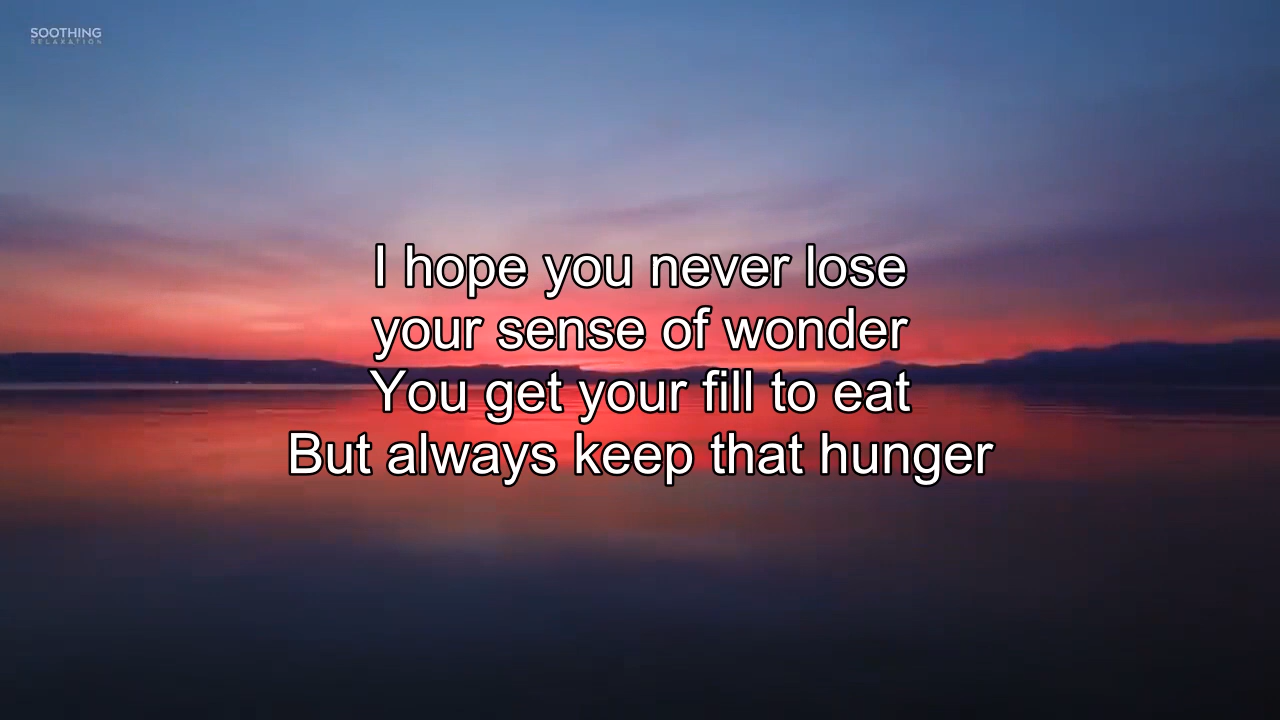 SOOTHING
RELAXATION
I hope you never lose
your sense of wonder
You get your fill to eat
But always keep that hunger